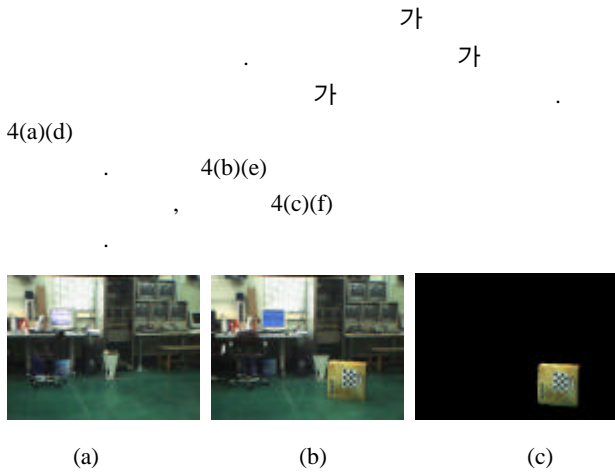 가
. 가
가 .
4(a)(d)
. 4(b)(e)
, 4(c)(f)
.
(a) (b) (c)